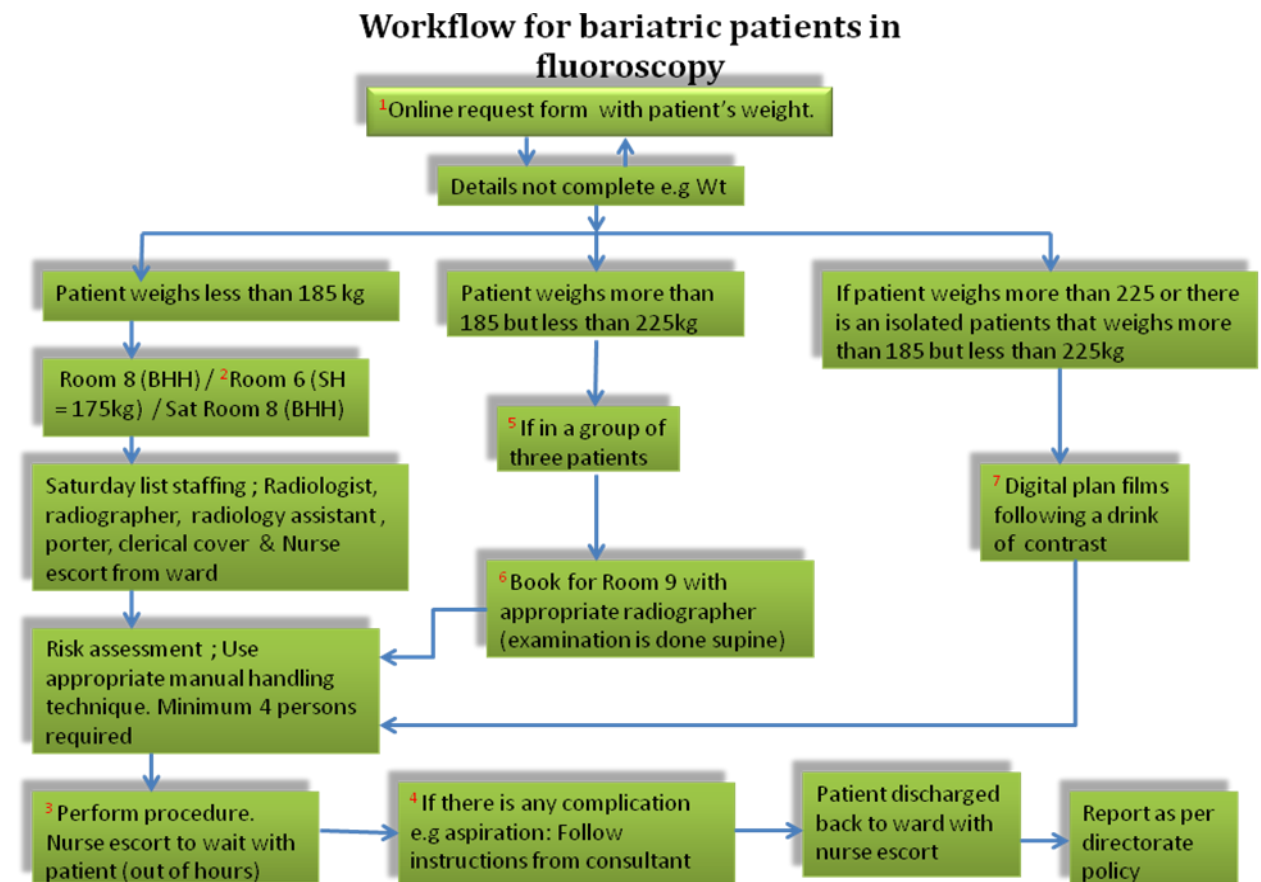 Workflow for bariatric patients in
fluoroscopy
1Online request form with patient's weight.
Details not complete e.g Wt
Patient weighs less than 185 kg
Patient weighs more than
185 but less than 225kg
If patient weighs more than 225 or there
is an isolated patients that weighs more
than 185 but less than 225kg
Room 8 (BHH) / 2Room 6 (SH
= 175kg) / Sat Room 8 (BHH)
5 If in a group of
three patients
Saturday list staffing ; Radiologist,
radiographer, radiology assistant ,
porter, clerical cover & Nurse
escort from ward
7 Digital plan films
following a drink
of contrast
6 Book for Room 9 with
appropriate radiographer
(examination is done supine)
Risk assessment ; Use
appropriate manual handling
technique. Minimum 4 persons
required
3 Perform procedure.
Nurse escort to wait with
patient (out of hours)
4 If there is any complication
e.g aspiration: Follow
instructions from consultant
Patient discharged
back to ward with
nurse escort
Report as per
directorate
policy